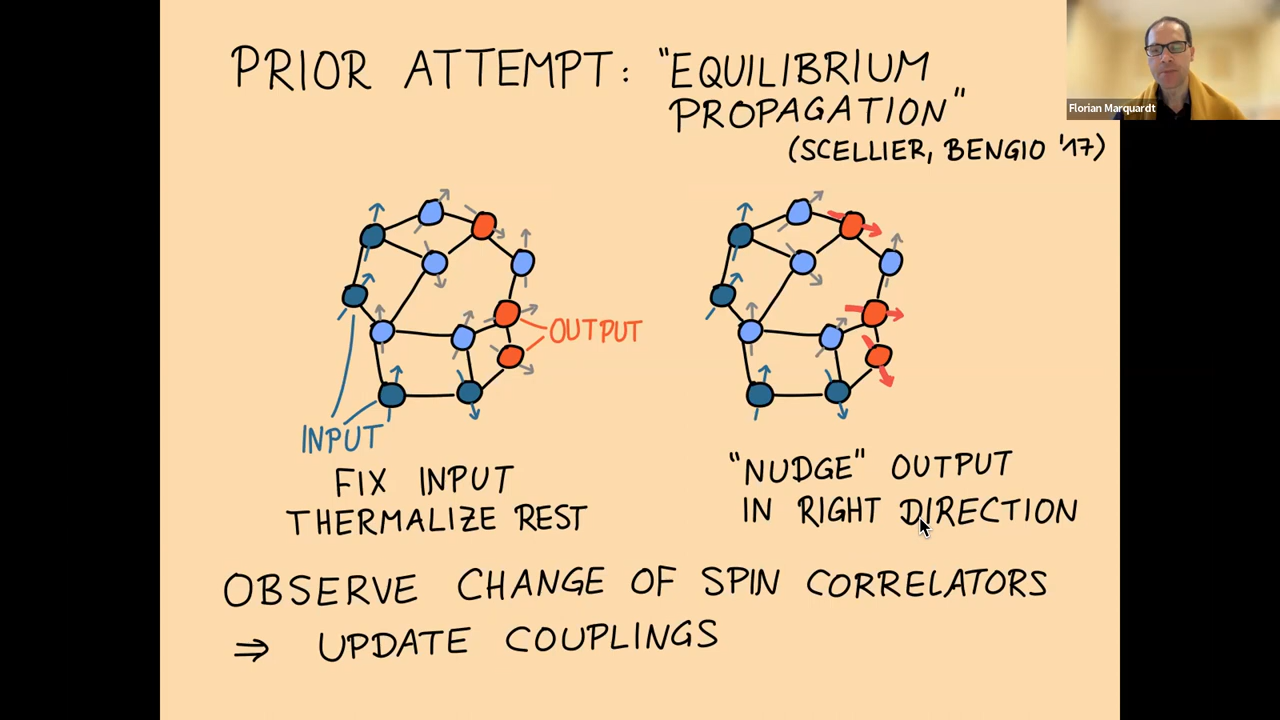 PRIOR ATTEMPT: "EQUILIBRIUM
PROPAGATION"
(SCELLIER, BENGIO '17)
Florian Marquardt
OUTPUT
INPUT
FIX INPUT
THERMALIZE REST
"NUDGE" OUTPUT
IN RIGHT DIRECTION
OBSERVE CHANGE OF SPIN CORRELATORS
⇒ UPDATE COUPLINGS